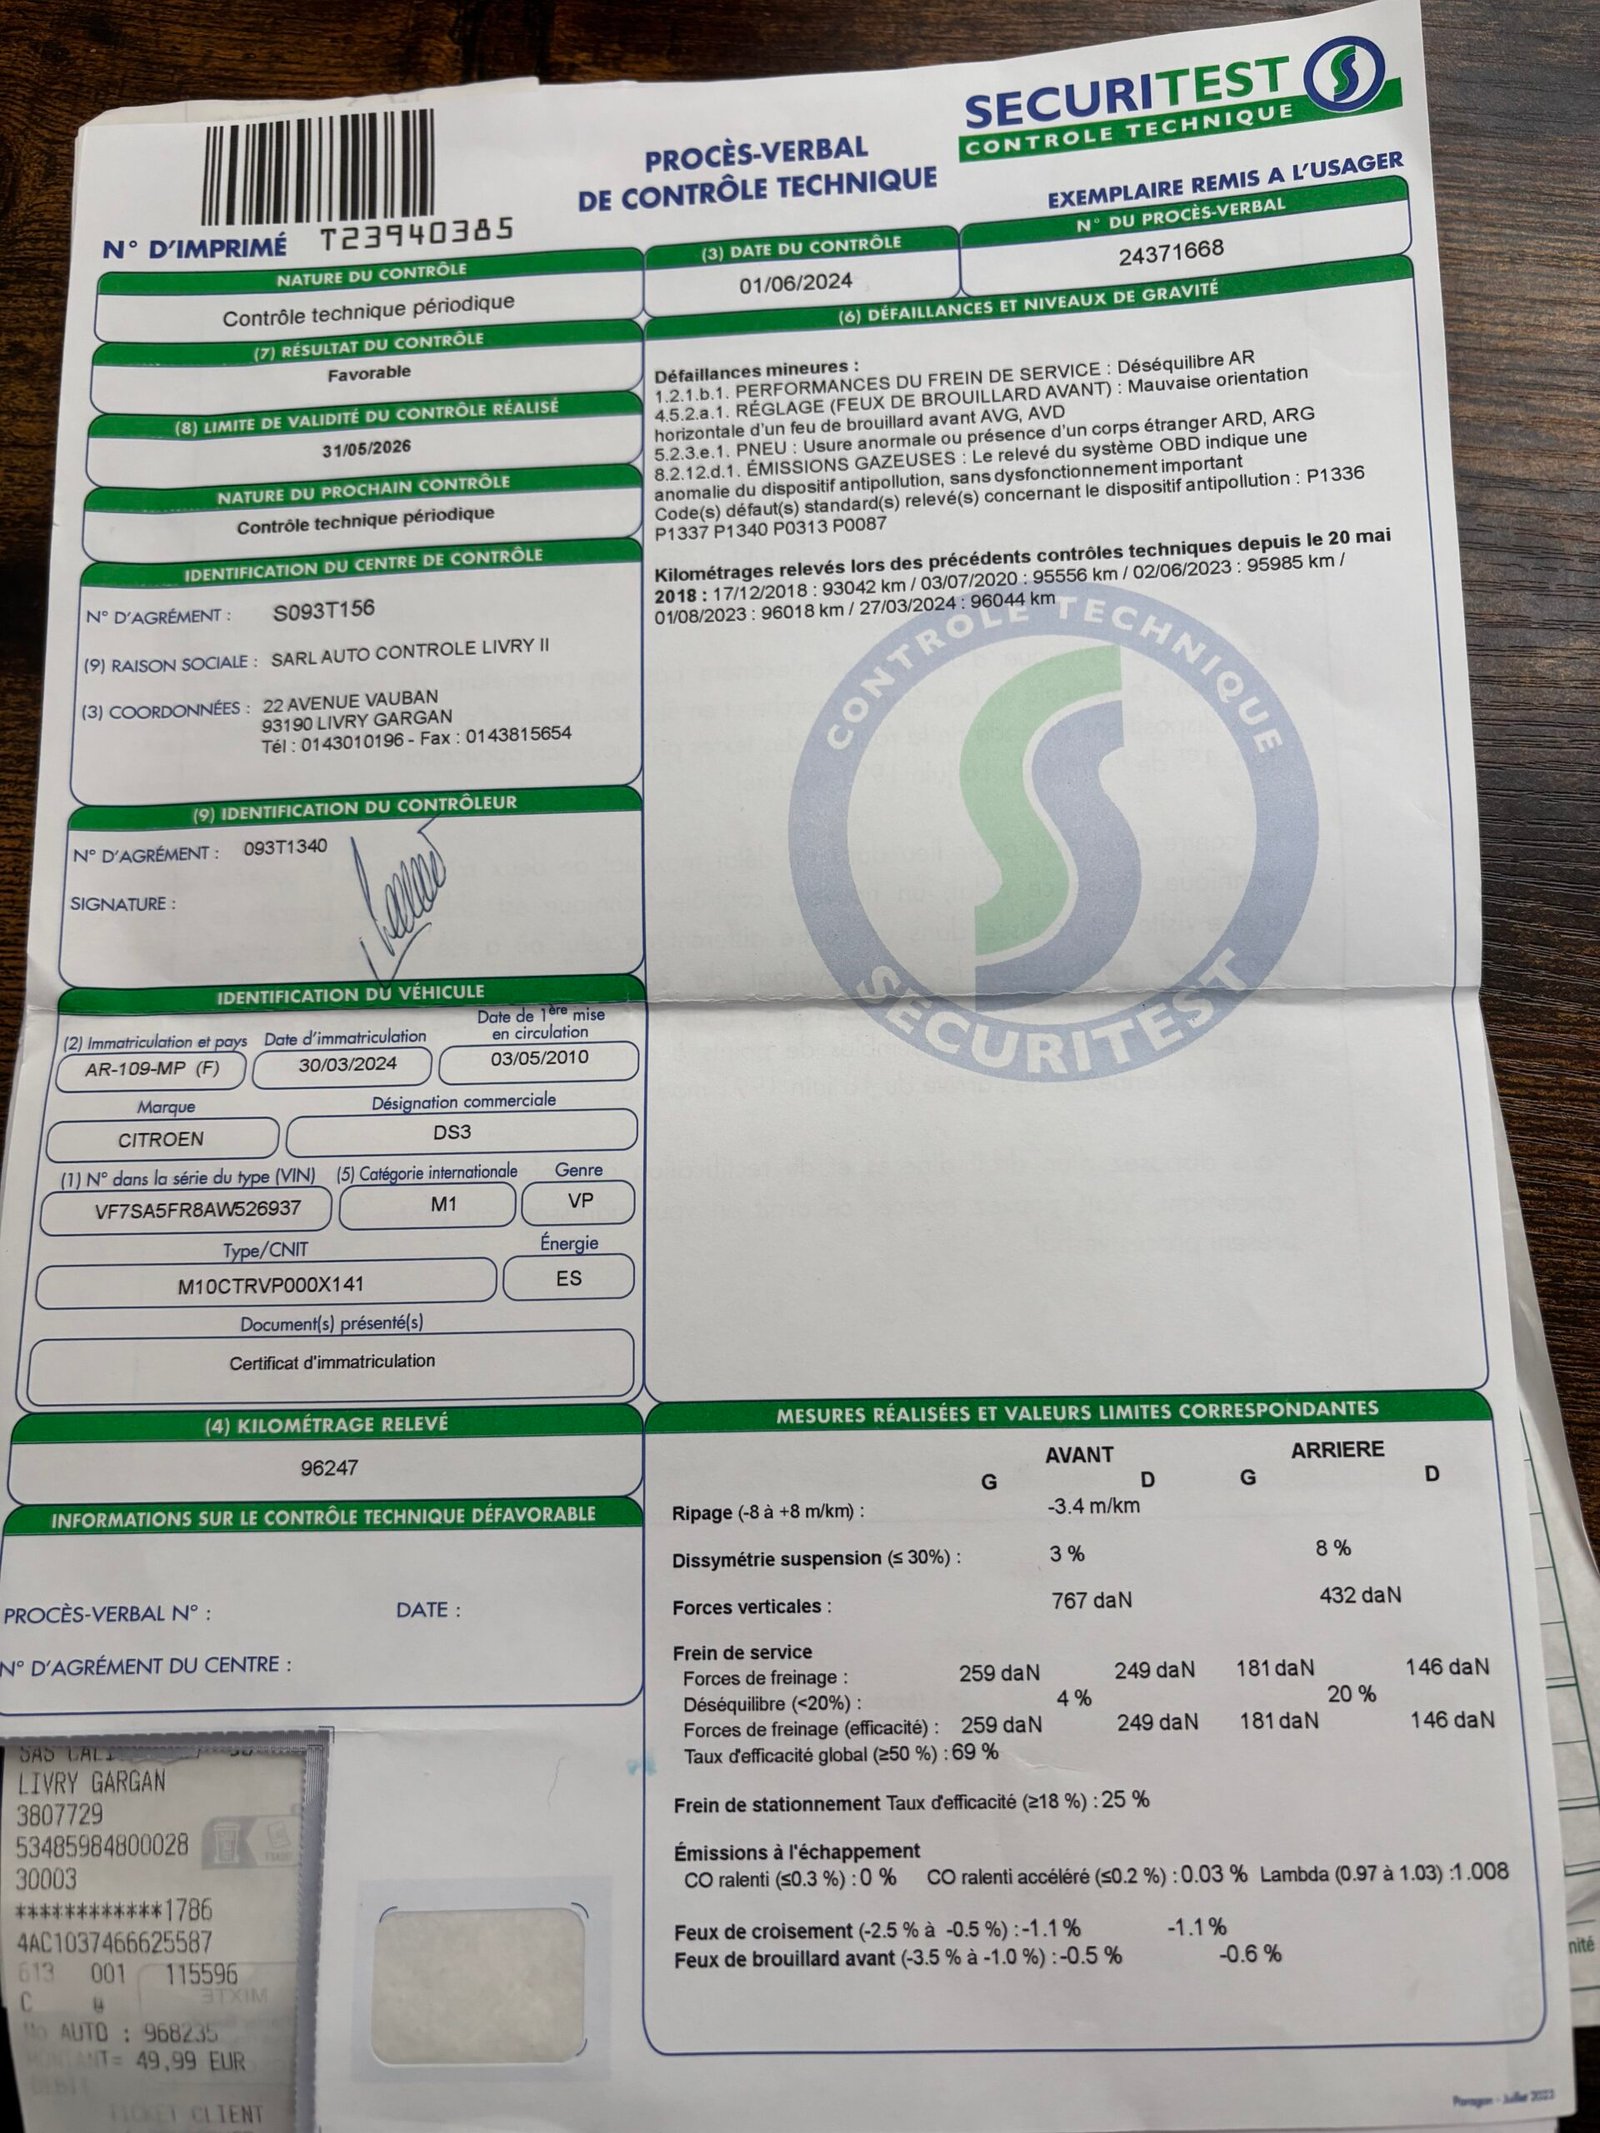 SECURITEST
CONTROLE TECHNIQUE
PROCÈS-VERBAL
DE CONTRÔLE TECHNIQUE
EXEMPLAIRE REMIS A L'USAGER
N° D'IMPRIMÉ T23940385
NATURE DU CONTRÔLE
Contrôle technique périodique
(3) DATE DU CONTRÔLE
01/06/2024
N° DU PROCÈS-VERBAL
24371668
(7) RÉSULTAT DU CONTRÔLE
Favorable
(8) LIMITE DE VALIDITÉ DU CONTRÔLE RÉALISÉ
31/05/2026
NATURE DU PROCHAIN CONTRÔLE
Contrôle technique périodique
IDENTIFICATION DU CENTRE DE CONTRÔLE
N° D'AGRÉMENT : S093T156
(9) RAISON SOCIALE : SARL AUTO CONTROLE LIVRY II
(3) COORDONNÉES : 22 AVENUE VAUBAN
93190 LIVRY GARGAN
Tél : 0143010196 - Fax : 0143815654
(9) IDENTIFICATION DU CONTRÔLEUR
N° D'AGRÉMENT : 093T1340
SIGNATURE :
(6) DÉFAILLANCES ET NIVEAUX DE GRAVITÉ
Défaillances mineures :
1.2.1.b.1. PERFORMANCES DU FREIN DE SERVICE : Déséquilibre AR
4.5.2.a.1. RÉGLAGE (FEUX DE BROUILLARD AVANT) : Mauvaise orientation
horizontale d'un feu de brouillard avant AVG, AVD
5.2.3.e.1. PNEU : Usure anormale ou présence d'un corps étranger ARD, ARG
8.2.12.d.1. ÉMISSIONS GAZEUSES : Le relevé du système OBD indique une
anomalie du dispositif antipollution, sans dysfonctionnement important
Code(s) défaut(s) standard(s) relevé(s) concernant le dispositif antipollution : P1336
P1337 P1340 P0313 P0087
Kilométrages relevés lors des précédents contrôles techniques depuis le 20 mai
2018 : 17/12/2018 : 93042 km / 03/07/2020 : 95556 km / 02/06/2023 : 95985 km /
01/08/2023 : 96018 km / 27/03/2024 : 96044 km
CONTROLE TECHNIQUE
SECURITEST
IDENTIFICATION DU VÉHICULE
(2) Immatriculation et pays
AR-109-MP (F)
Date d'immatriculation
30/03/2024
Date de 1ère mise
en circulation
03/05/2010
Marque
CITROEN
Désignation commerciale
DS3
(1) N° dans la série du type (VIN)
VF7SA5FR8AW526937
(5) Catégorie internationale
M1
Genre
VP
Type/CNIT
M10CTRVP000X141
Énergie
ES
Document(s) présenté(s)
Certificat d'immatriculation
(4) KILOMÉTRAGE RELEVÉ
96247
INFORMATIONS SUR LE CONTRÔLE TECHNIQUE DÉFAVORABLE
PROCÈS-VERBAL N° : DATE :
N° D'AGRÉMENT DU CENTRE :
MESURES RÉALISÉES ET VALEURS LIMITES CORRESPONDANTES
AVANT ARRIERE
G D G D
Ripage (-8 à +8 m/km) : -3.4 m/km
Dissymétrie suspension (≤ 30%) : 3 % 8 %
Forces verticales : 767 daN 432 daN
Frein de service
Forces de freinage : 259 daN 249 daN 181 daN 146 daN
Déséquilibre (<20%) : 4 % 20 %
Forces de freinage (efficacité) : 259 daN 249 daN 181 daN 146 daN
Taux d'efficacité global (≥50 %) : 69 %
Frein de stationnement Taux d'efficacité (≥18 %) : 25 %
Émissions à l'échappement
CO ralenti (≤0.3 %) : 0 % CO ralenti accéléré (≤0.2 %) : 0.03 % Lambda (0.97 à 1.03) :1.008
Feux de croisement (-2.5 % à -0.5 %) : -1.1 % -1.1 %
Feux de brouillard avant (-3.5 % à -1.0 %) : -0.5 % -0.6 %
Paragon - Juillet 2023
LIVRY GARGAN
3807729
53485984800028
30003
************1786
4AC1037466625587
613 001 115596
C @
No AUTO : 968235
MONTANT= 49,99 EUR
DEBIT
TICKET CLIENT
nité
MIXTE